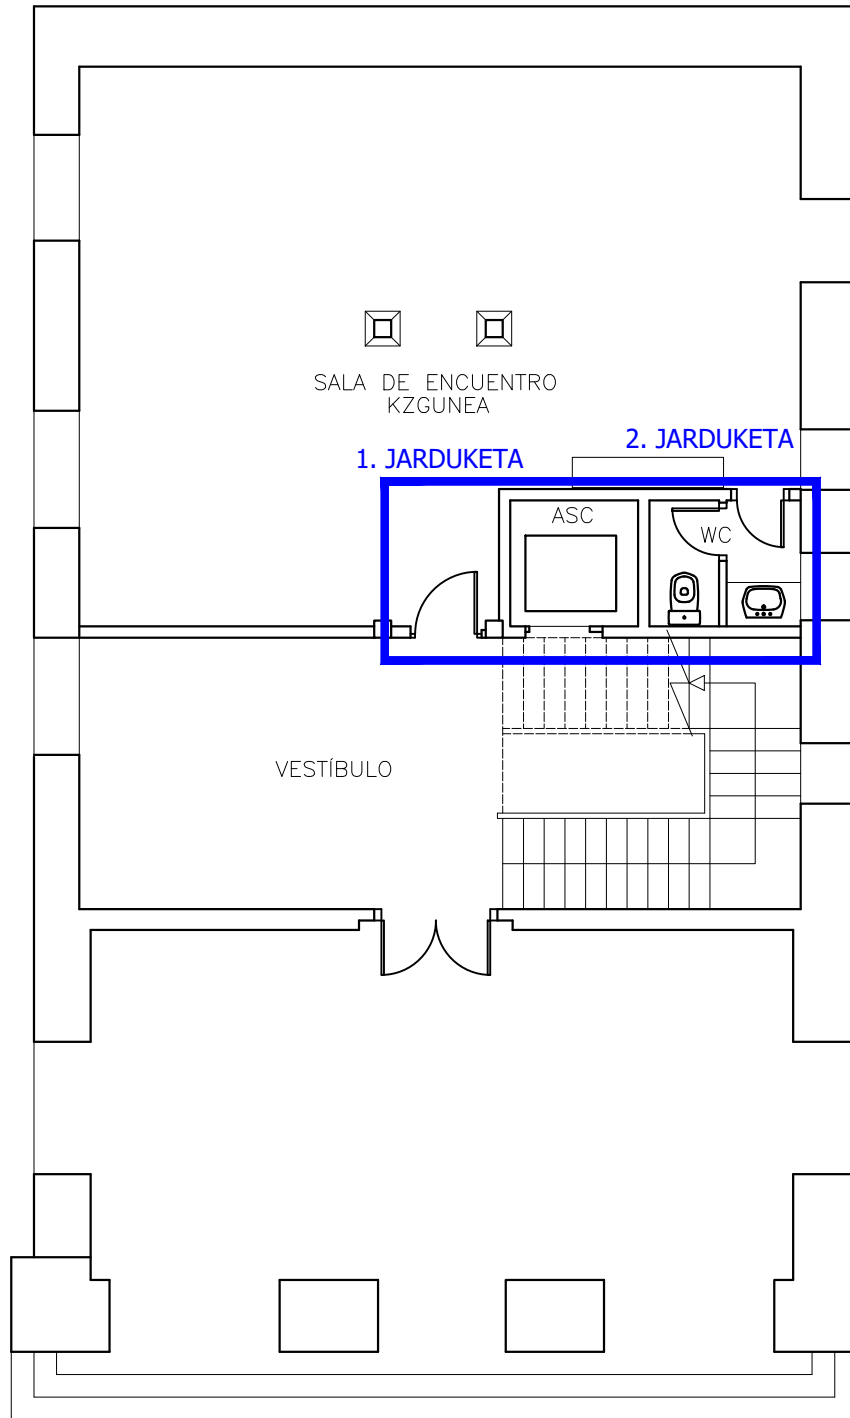 SALA DE ENCUENTRO
KZGUNEA
1. JARDUKETA
2. JARDUKETA
ASC
WC
VESTÍBULO